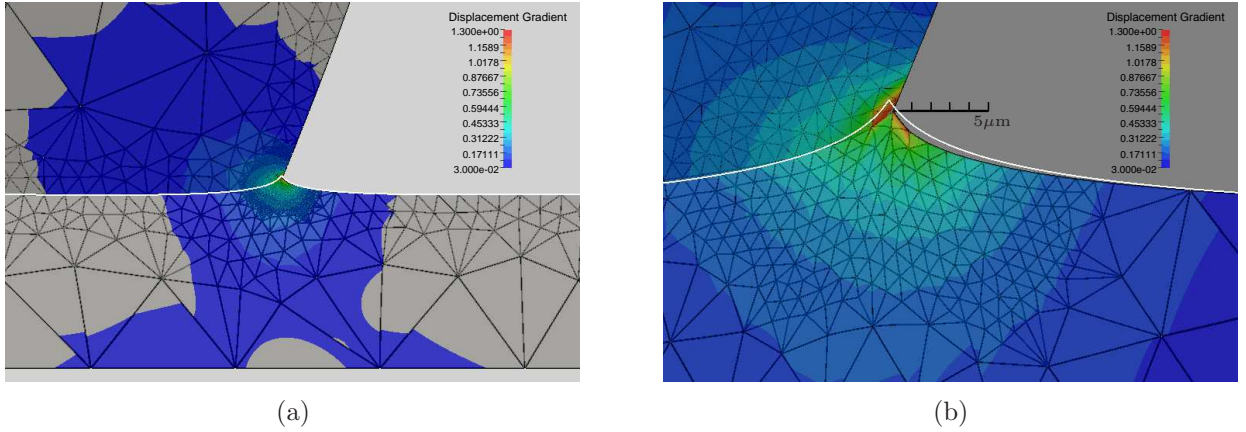 Displacement Gradient
1.300e+00
1.1589
1.0178
0.87667
0.73556
0.59444
0.45333
0.31222
0.17111
3.000e-02
(a)
Displacement Gradient
1.300e+00
1.1589
1.0178
0.87667
0.73556
0.59444
0.45333
0.31222
0.17111
3.000e-02
5μm
(b)